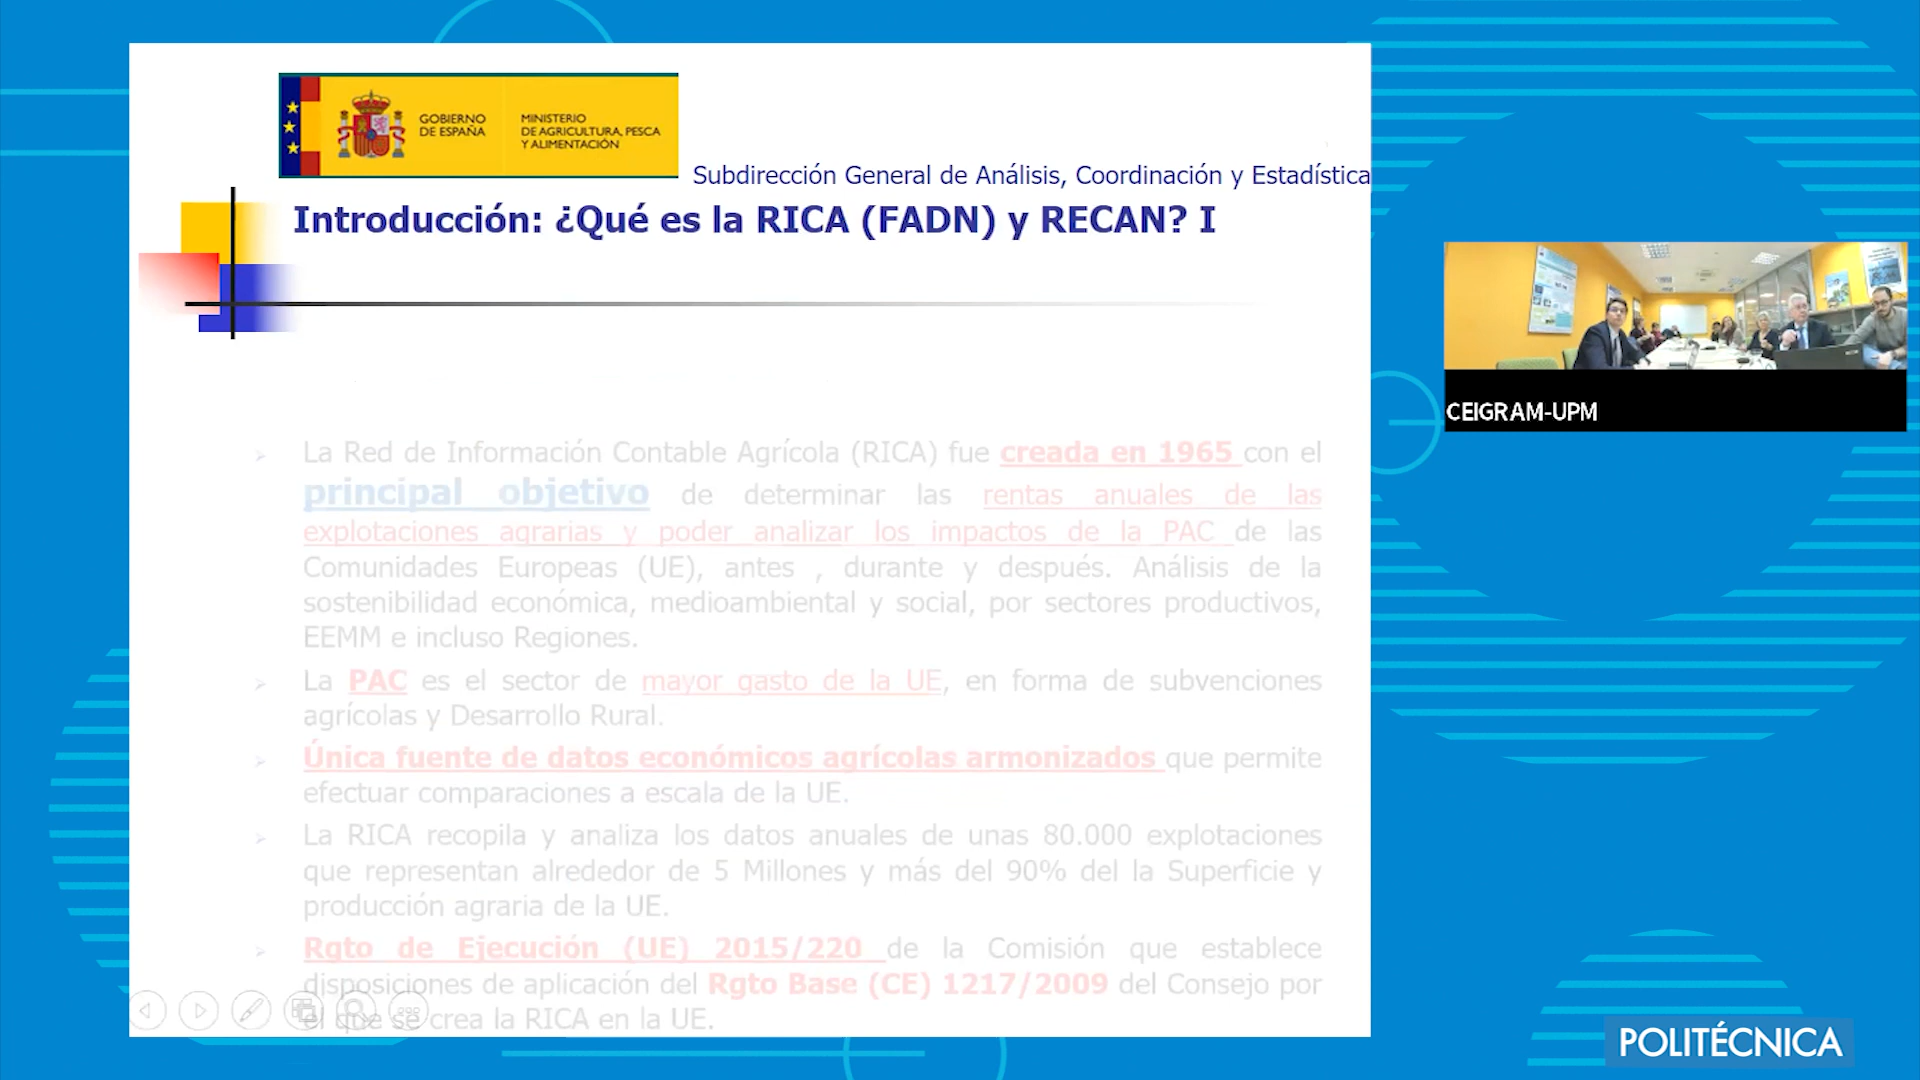 GOBIERNO
DE ESPAÑA
MINISTERIO
DE AGRICULTURA, PESCA
Y ALIMENTACIÓN
Subdirección General de Análisis, Coordinación y Estadística
Introducción: ¿Qué es la RICA (FADN) y RECAN? I
La Red de Información Contable Agrícola (RICA) fue creada en 1965 con el
principal objetivo de determinar las rentas anuales de las
explotaciones agrarias y poder analizar los impactos de la PAC de las
Comunidades Europeas (UE), antes , durante y después. Análisis de la
sostenibilidad económica, medioambiental y social, por sectores productivos,
EEMM e incluso Regiones.
La PAC es el sector de mayor gasto de la UE, en forma de subvenciones
agrícolas y Desarrollo Rural.
Única fuente de datos económicos agrícolas armonizados que permite
efectuar comparaciones a escala de la UE.
La RICA recopila y analiza los datos anuales de unas 80.000 explotaciones
que representan alrededor de 5 Millones y más del 90% del la Superficie y
producción agraria de la UE.
Rgto de Ejecución (UE) 2015/220 de la Comisión que establece
disposiciones de aplicación del Rgto Base (CE) 1217/2009 del Consejo por
el que se crea la RICA en la UE.
CEIGRAM-UPM
POLITÉCNICA